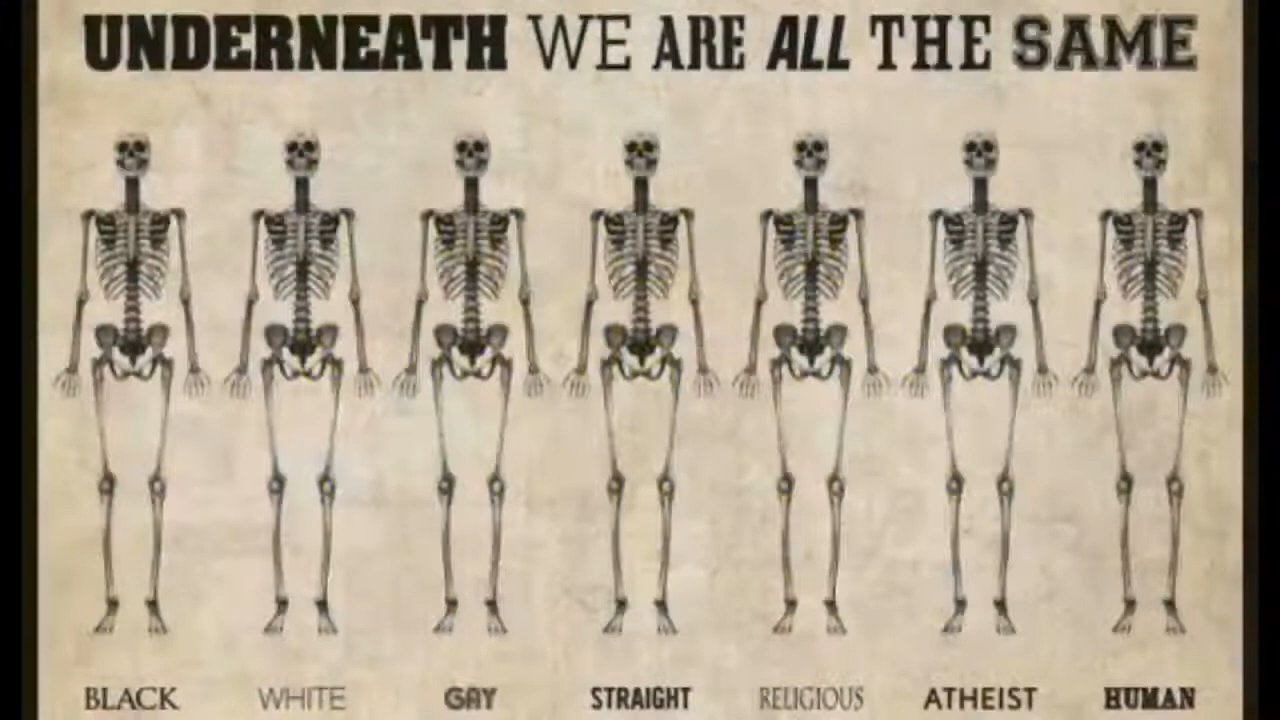 UNDERNEATH WE ARE ALL THE SAME
BLACK WHITE GAY STRAIGHT RELIGIOUS ATHEIST HUMAN